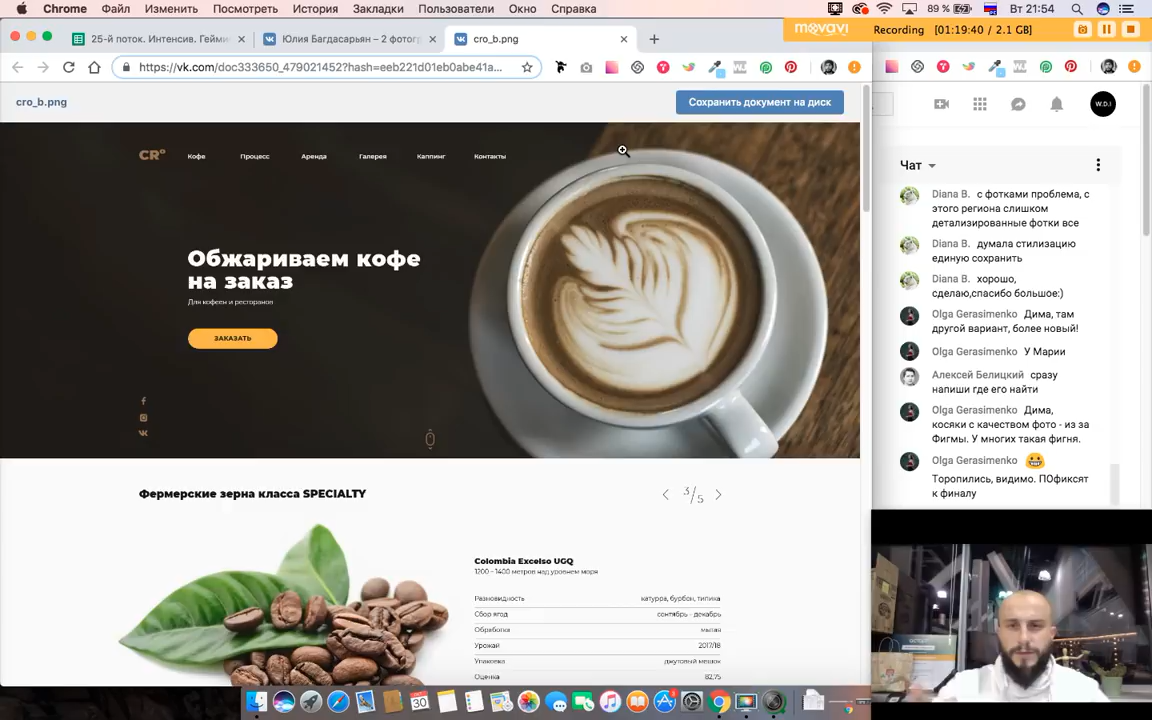 Chrome Файл Изменить Просмотреть История Закладки Пользователи Окно Справка
89 % Вт 21:54
movavi
Recording [01:19:40 / 2.1 GB]
25-й поток. Интенсив. Гейми
Юлия Багдасарьян – 2 фотогр
cro_b.png
https://vk.com/doc333650_479021452?hash=eeb221d01eb0abe41a...
cro_b.png
Сохранить документ на диск
CR°
Кофе Процесс Аренда Галерея Каппинг Контакты
Обжариваем кофе
на заказ
Для кофеен и ресторанов
ЗАКАЗАТЬ
Фермерские зерна класса SPECIALTY
3/5
Colombia Excelso UGQ
1200 - 1400 метров над уровнем моря
Разновидность катурра, бурбон, типика
Сбор ягод сентябрь - декабрь
Обработка мытая
Урожай 2017/18
Упаковка джутовый мешок
Оценка 82,75
W.D.I
Чат
Diana B. с фотками проблема, с
этого региона слишком
детализированные фотки все
Diana B. думала стилизацию
единую сохранить
Diana B. хорошо,
сделаю,спасибо большое:)
Olga Gerasimenko Дима, там
другой вариант, более новый!
Olga Gerasimenko У Марии
Алексей Белицкий сразу
напиши где его найти
Olga Gerasimenko Дима,
косяки с качеством фото - из за
Фигмы. У многих такая фигня.
Olga Gerasimenko
Торопились, видимо. ПОфиксят
к финалу
30